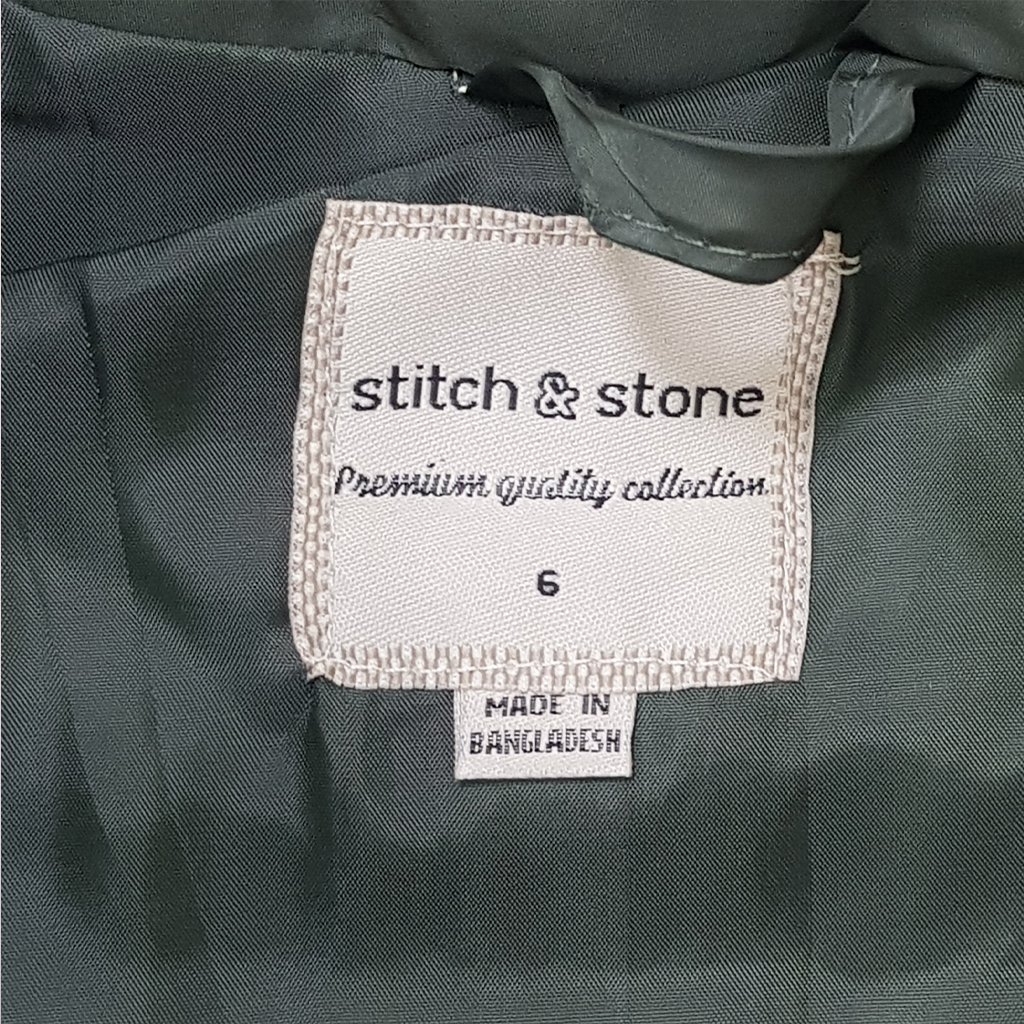 stitch & stone
Premium quality collection
6
MADE IN
BANGLADESH